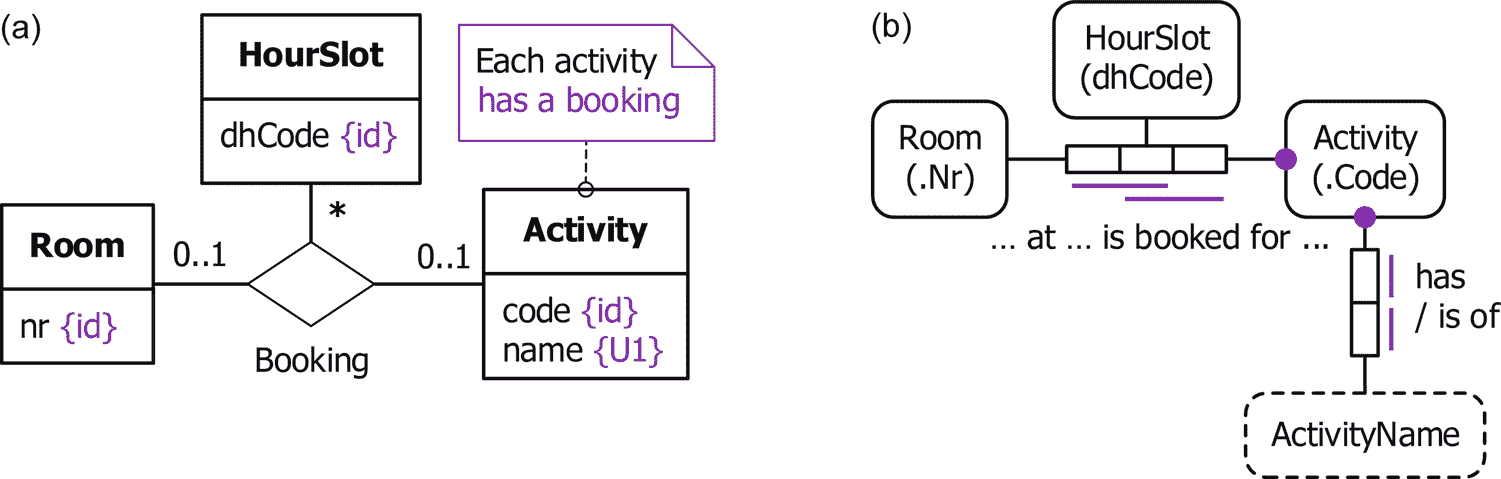 (a)
HourSlot
dhCode {id}
Each activity
has a booking
*
Room
nr {id}
0..1
0..1
Booking
Activity
code {id}
name {U1}
(b)
HourSlot
(dhCode)
Room
(.Nr)
Activity
(.Code)
... at ... is booked for ...
has
/ is of
ActivityName